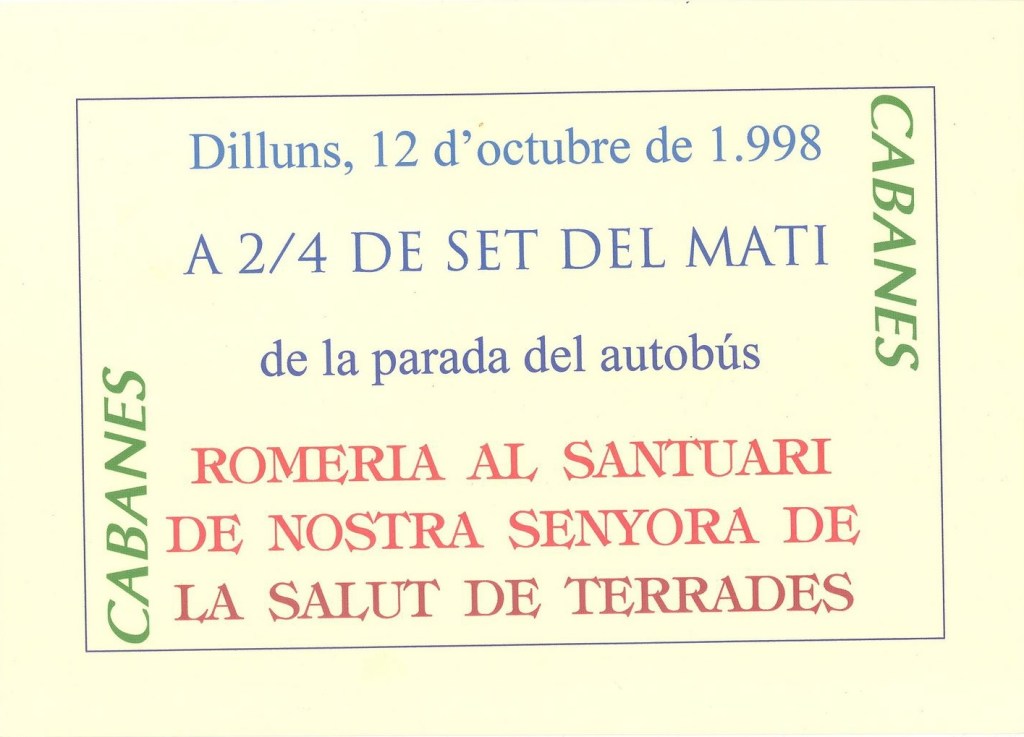 Dilluns, 12 d'octubre de 1.998
A 2/4 DE SET DEL MATI
de la parada del autobús
ROMERIA AL SANTUARI
DE NOSTRA SENYORA DE
LA SALUT DE TERRADES
CABANES
CABANES